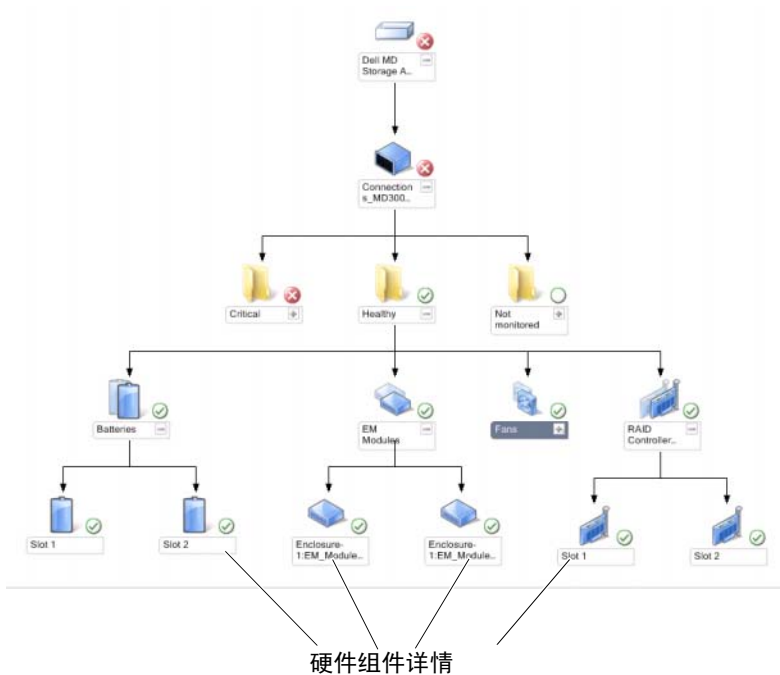 Dell MD
Storage A...
Connection
s_MD300...
Critical
Healthy
Not
monitored
Batteries
EM
Modules
Fans
RAID
Controller...
Slot 1
Slot 2
Enclosure-
1:EM_Module...
Enclosure-
1:EM_Module...
Slot 1
Slot 2
硬件组件详情